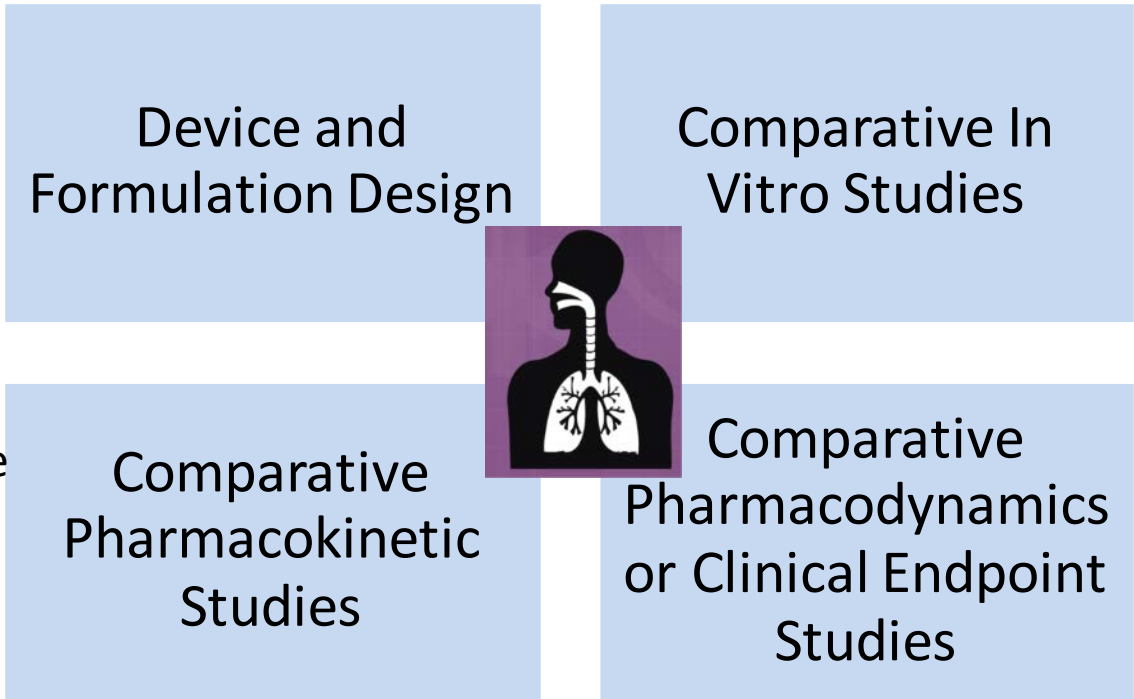 Device and
Formulation Design
Comparative In
Vitro Studies
Comparative
Pharmacokinetic
Studies
Comparative
Pharmacodynamics
or Clinical Endpoint
Studies